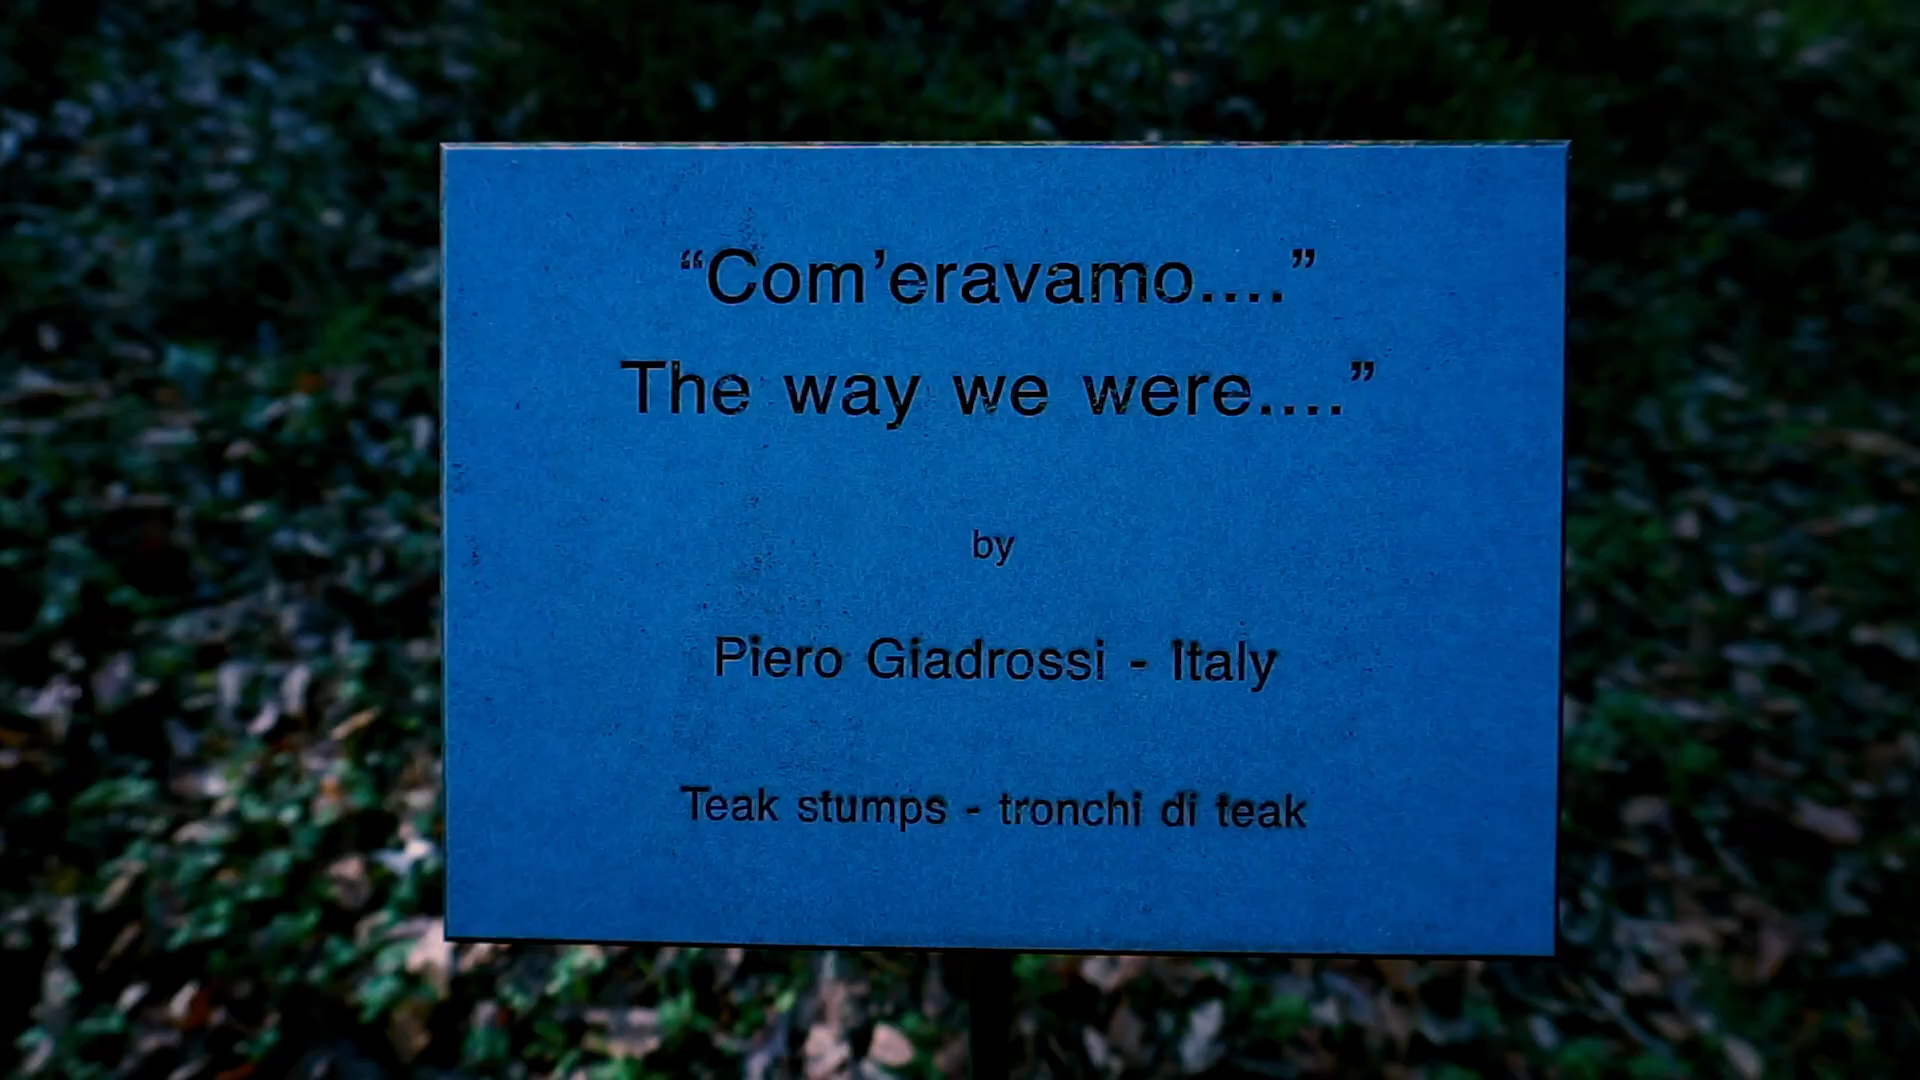 “Com’eravamo....”
The way we were....”
by
Piero Giadrossi - Italy
Teak stumps - tronchi di teak